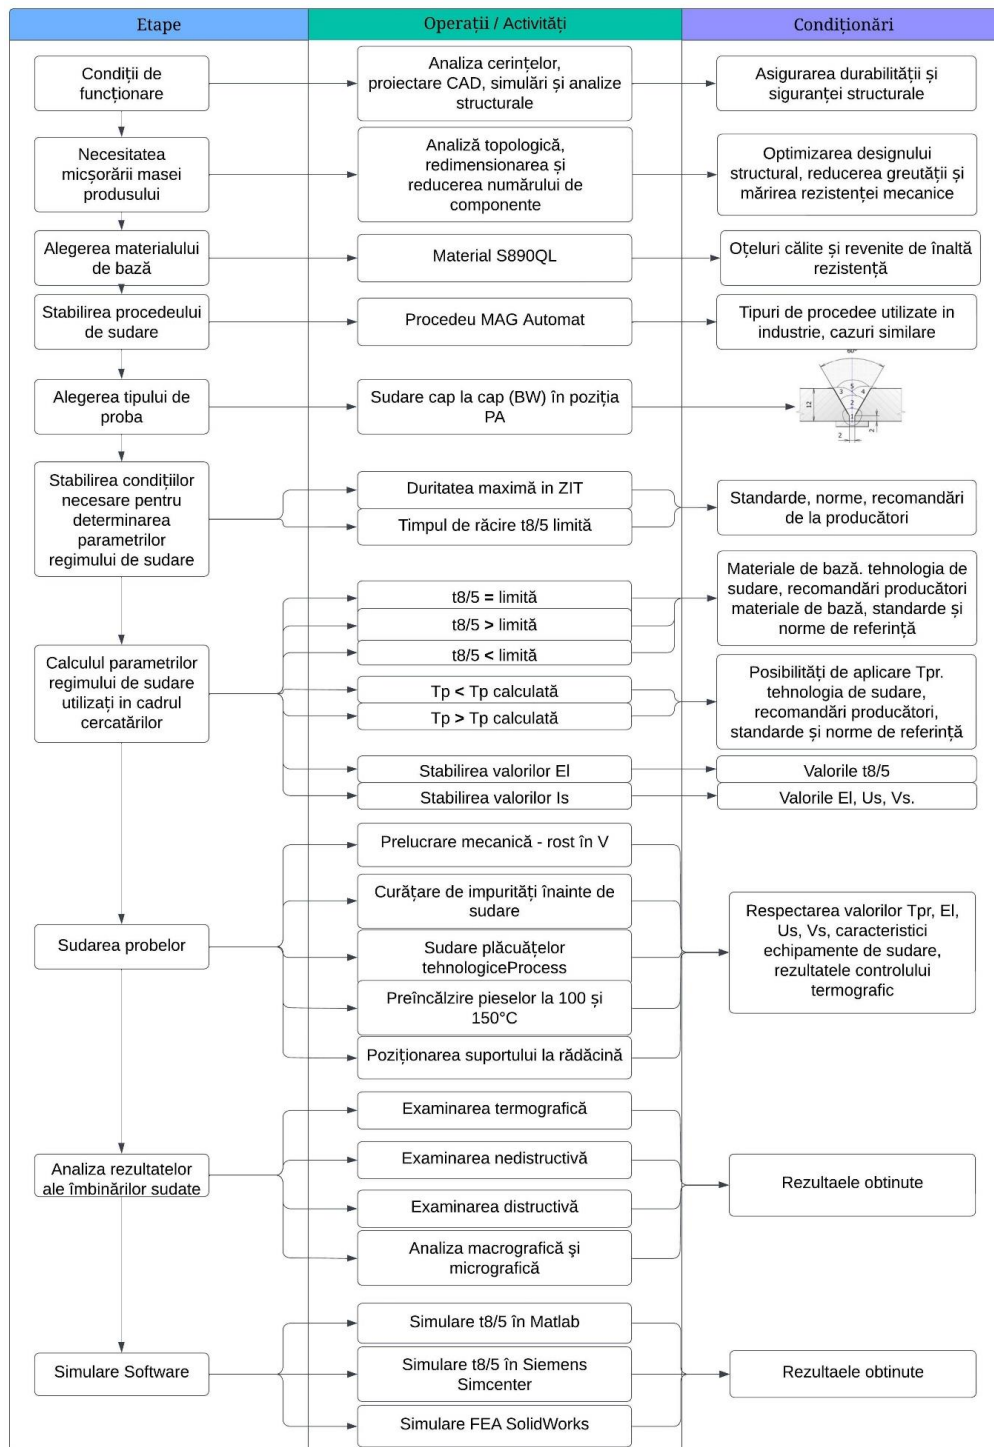 Etape
Operații / Activități
Condiționări
Condiții de
funcționare
Analiza cerințelor,
proiectare CAD, simulări și analize
structurale
Asigurarea durabilității și
siguranței structurale
Necesitatea
micșorării masei
produsului
Analiză topologică,
redimensionarea și
reducerea numărului de
componente
Optimizarea designului
structural, reducerea greutății și
mărirea rezistenței mecanice
Alegerea materialului
de bază
Material S890QL
Oțeluri călite și revenite de înaltă
rezistență
Stabilirea procedeului
de sudare
Procedeu MAG Automat
Tipuri de procedee utilizate in
industrie, cazuri similare
Alegerea tipului de
proba
Sudare cap la cap (BW) în poziția
PA
60°
3 5 4
12
2
1
2
2
Stabilirea condițiilor
necesare pentru
determinarea
parametrilor
regimului de sudare
Duritatea maximă in ZIT
Timpul de răcire t8/5 limită
Standarde, norme, recomandări
de la producători
Calculul parametrilor
regimului de sudare
utilizați in cadrul
cercatărilor
t8/5 = limită
t8/5 > limită
t8/5 < limită
Tp < Tp calculată
Tp > Tp calculată
Stabilirea valorilor El
Stabilirea valorilor Is
Materiale de bază. tehnologia de
sudare, recomandări producători
materiale de bază, standarde și
norme de referință
Posibilități de aplicare Tpr.
tehnologia de sudare,
recomandări producători,
standarde și norme de referință
Valorile t8/5
Valorile El, Us, Vs.
Sudarea probelor
Prelucrare mecanică - rost în V
Curățare de impurități înainte de
sudare
Sudare plăcuțelor
tehnologiceProcess
Preîncălzire pieselor la 100 și
150°C
Poziționarea suportului la rădăcină
Respectarea valorilor Tpr, El,
Us, Vs, caracteristici
echipamente de sudare,
rezultatele controlului
termografic
Analiza rezultatelor
ale îmbinărilor sudate
Examinarea termografică
Examinarea nedistructivă
Examinarea distructivă
Analiza macrografică şi
micrografică
Rezultaele obtinute
Simulare Software
Simulare t8/5 în Matlab
Simulare t8/5 în Siemens
Simcenter
Simulare FEA SolidWorks
Rezultaele obtinute